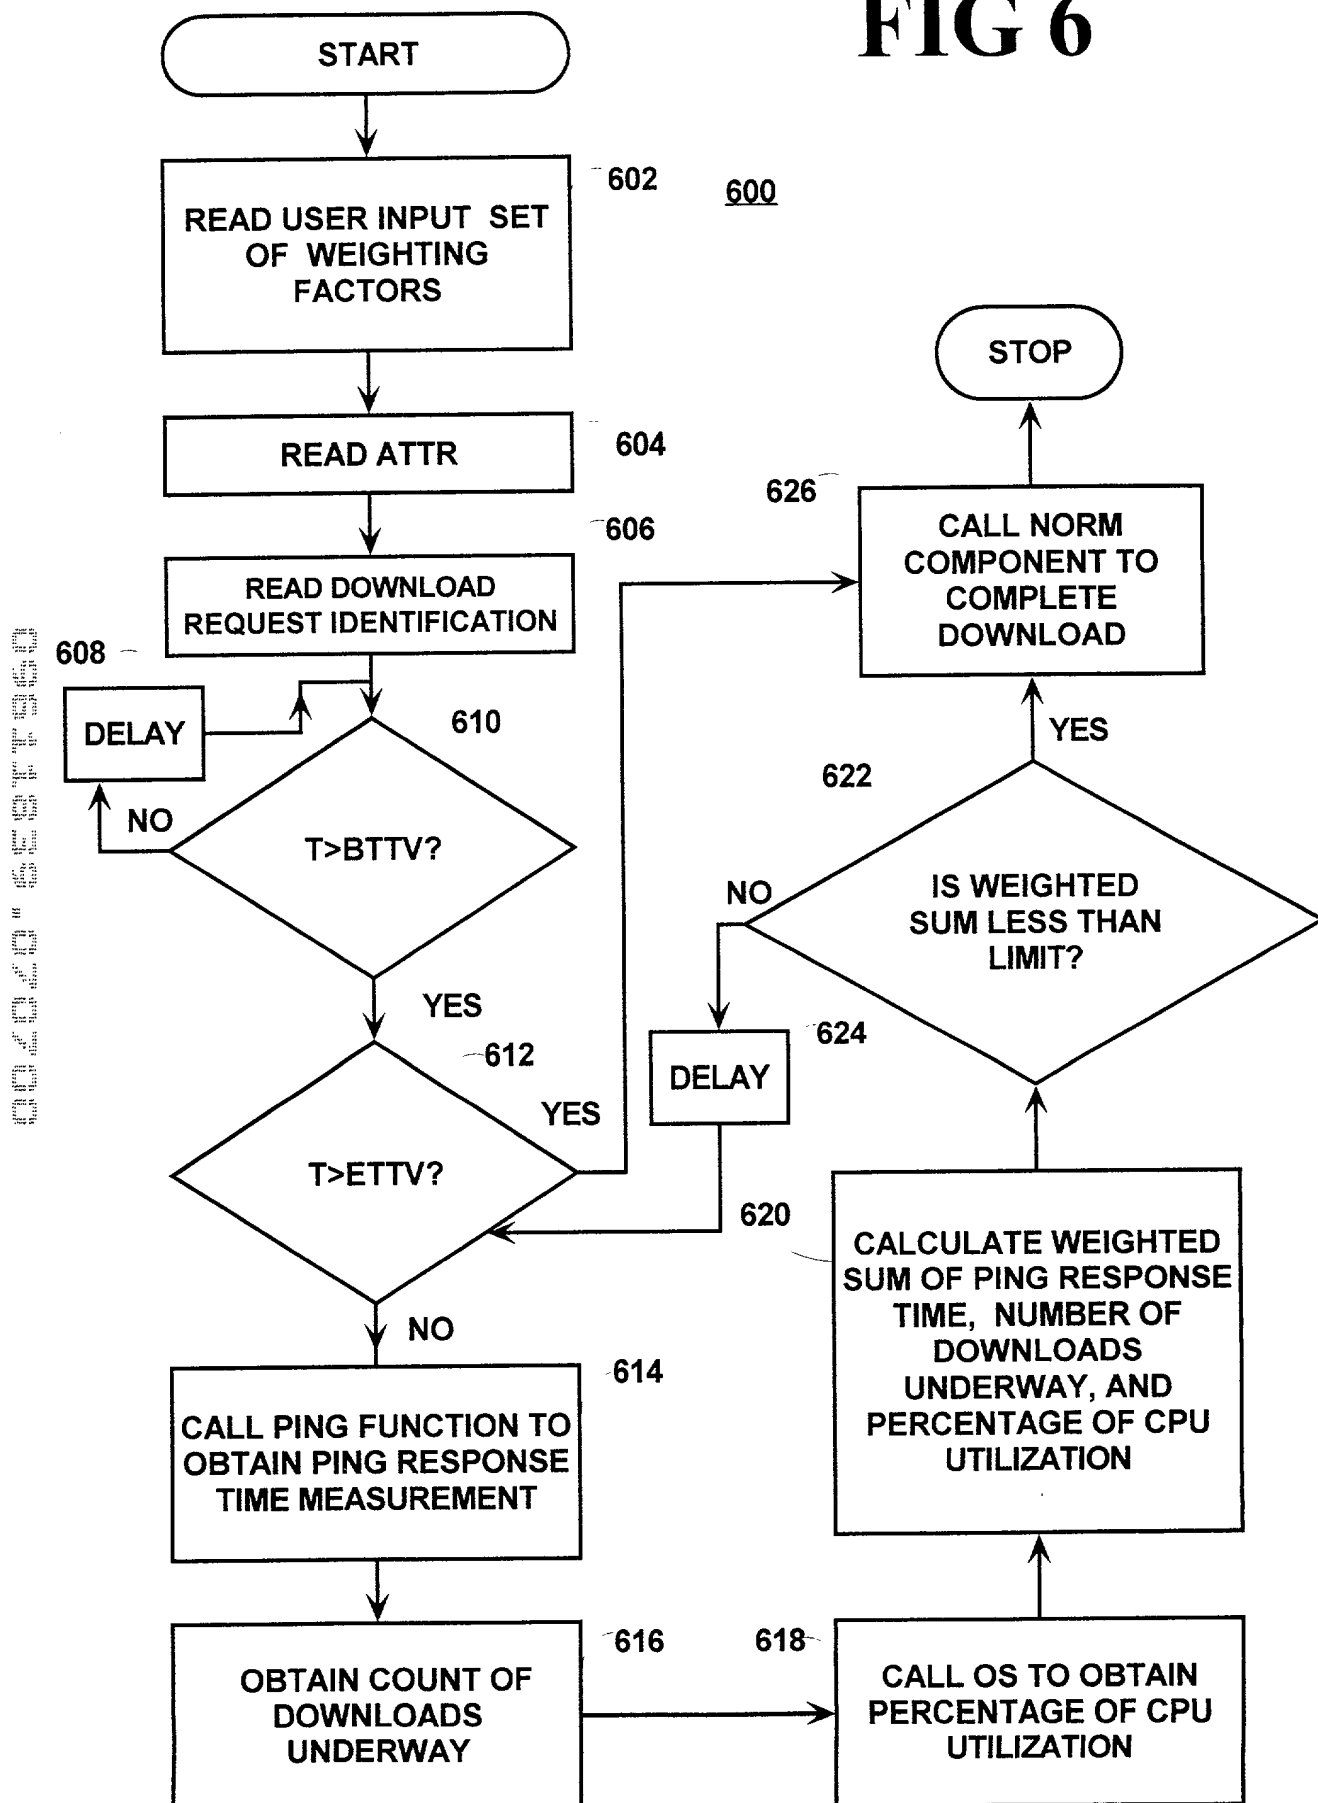 FIG 6
START
602
600
READ USER INPUT SET
OF WEIGHTING
FACTORS
604
READ ATTR
606
READ DOWNLOAD
REQUEST IDENTIFICATION
608
DELAY
610
NO
T>BTTV?
YES
612
YES
T>ETTV?
NO
614
CALL PING FUNCTION TO
OBTAIN PING RESPONSE
TIME MEASUREMENT
616
OBTAIN COUNT OF
DOWNLOADS
UNDERWAY
618
CALL OS TO OBTAIN
PERCENTAGE OF CPU
UTILIZATION
620
CALCULATE WEIGHTED
SUM OF PING RESPONSE
TIME, NUMBER OF
DOWNLOADS
UNDERWAY, AND
PERCENTAGE OF CPU
UTILIZATION
622
IS WEIGHTED
SUM LESS THAN
LIMIT?
NO
624
DELAY
YES
626
CALL NORM
COMPONENT TO
COMPLETE
DOWNLOAD
STOP